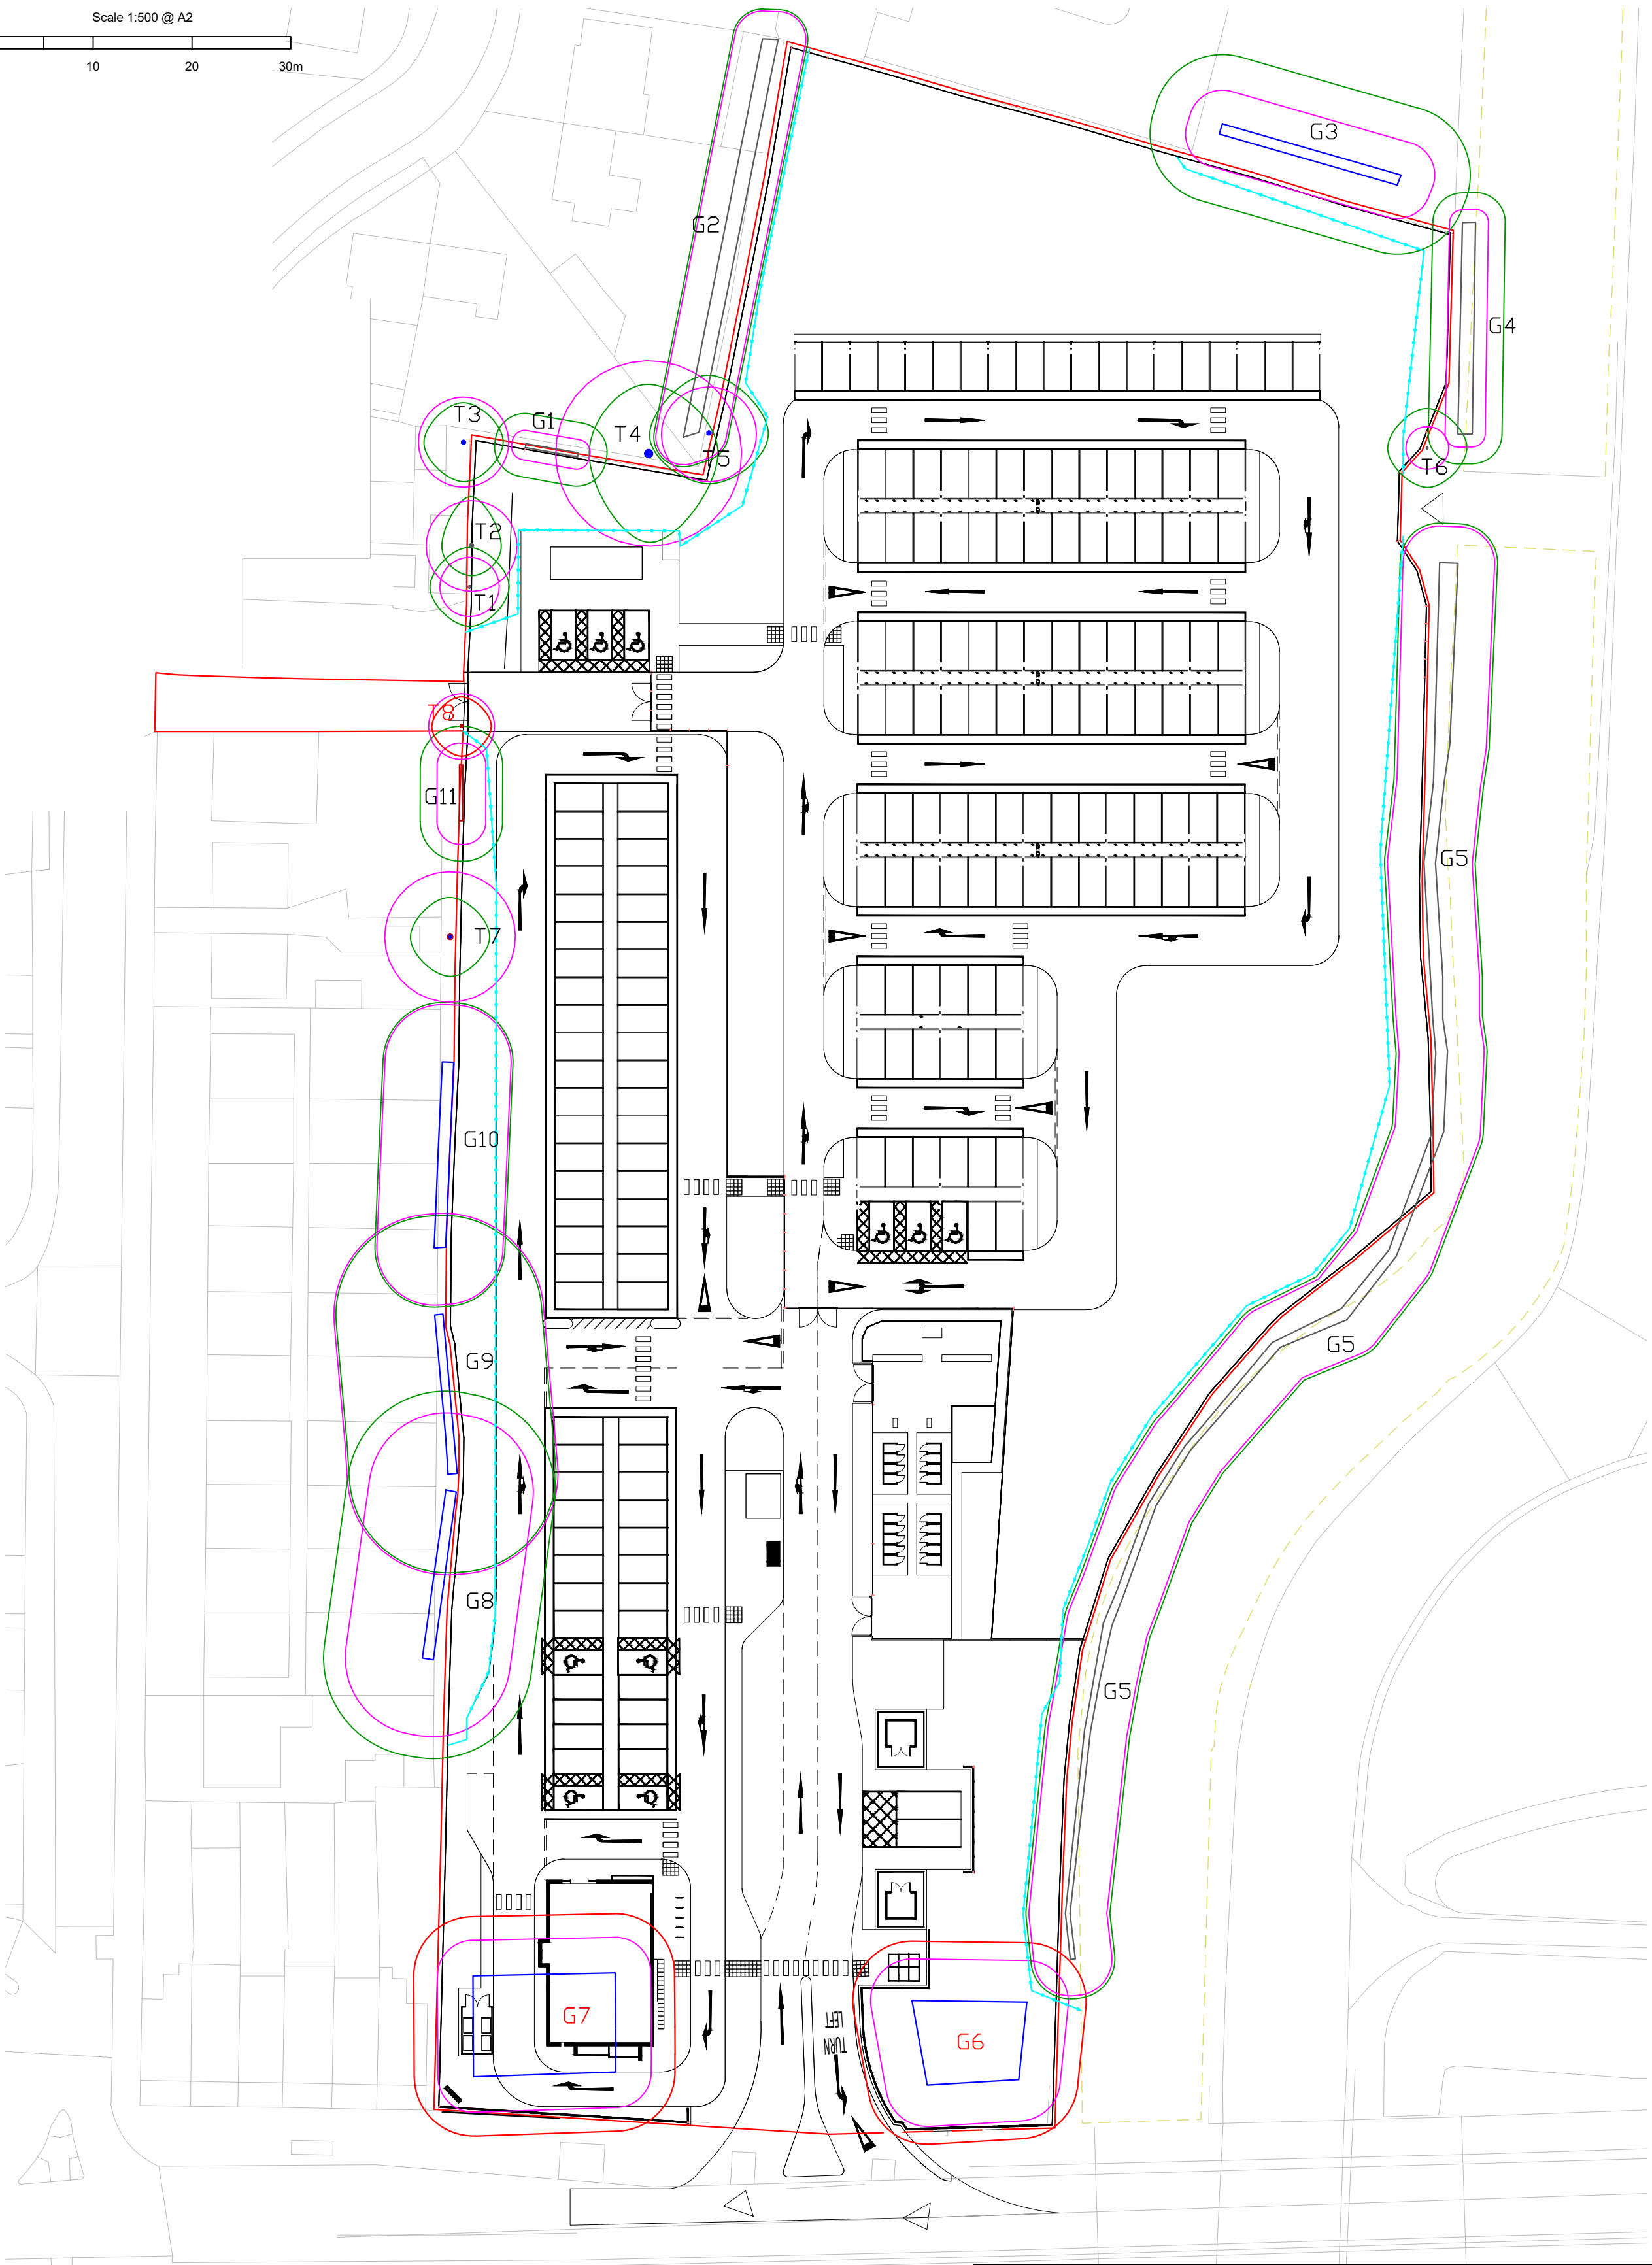 Scale 1:500 @ A2
10 20 30m
G3
G2
G4
T3
G1
T4
T5
T6
T2
T1
T8
G11
G5
T7
G10
G5
G9
G8
G5
G7
TURN
LEFT
G6